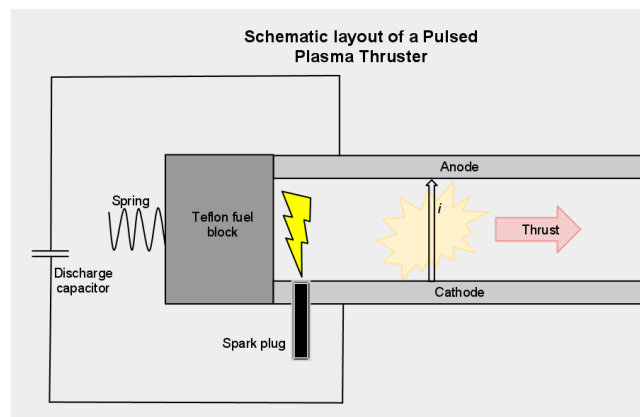 Schematic layout of a Pulsed
Plasma Thruster
Anode
Spring
Teflon fuel
block
i
Thrust
Discharge
capacitor
Cathode
Spark plug